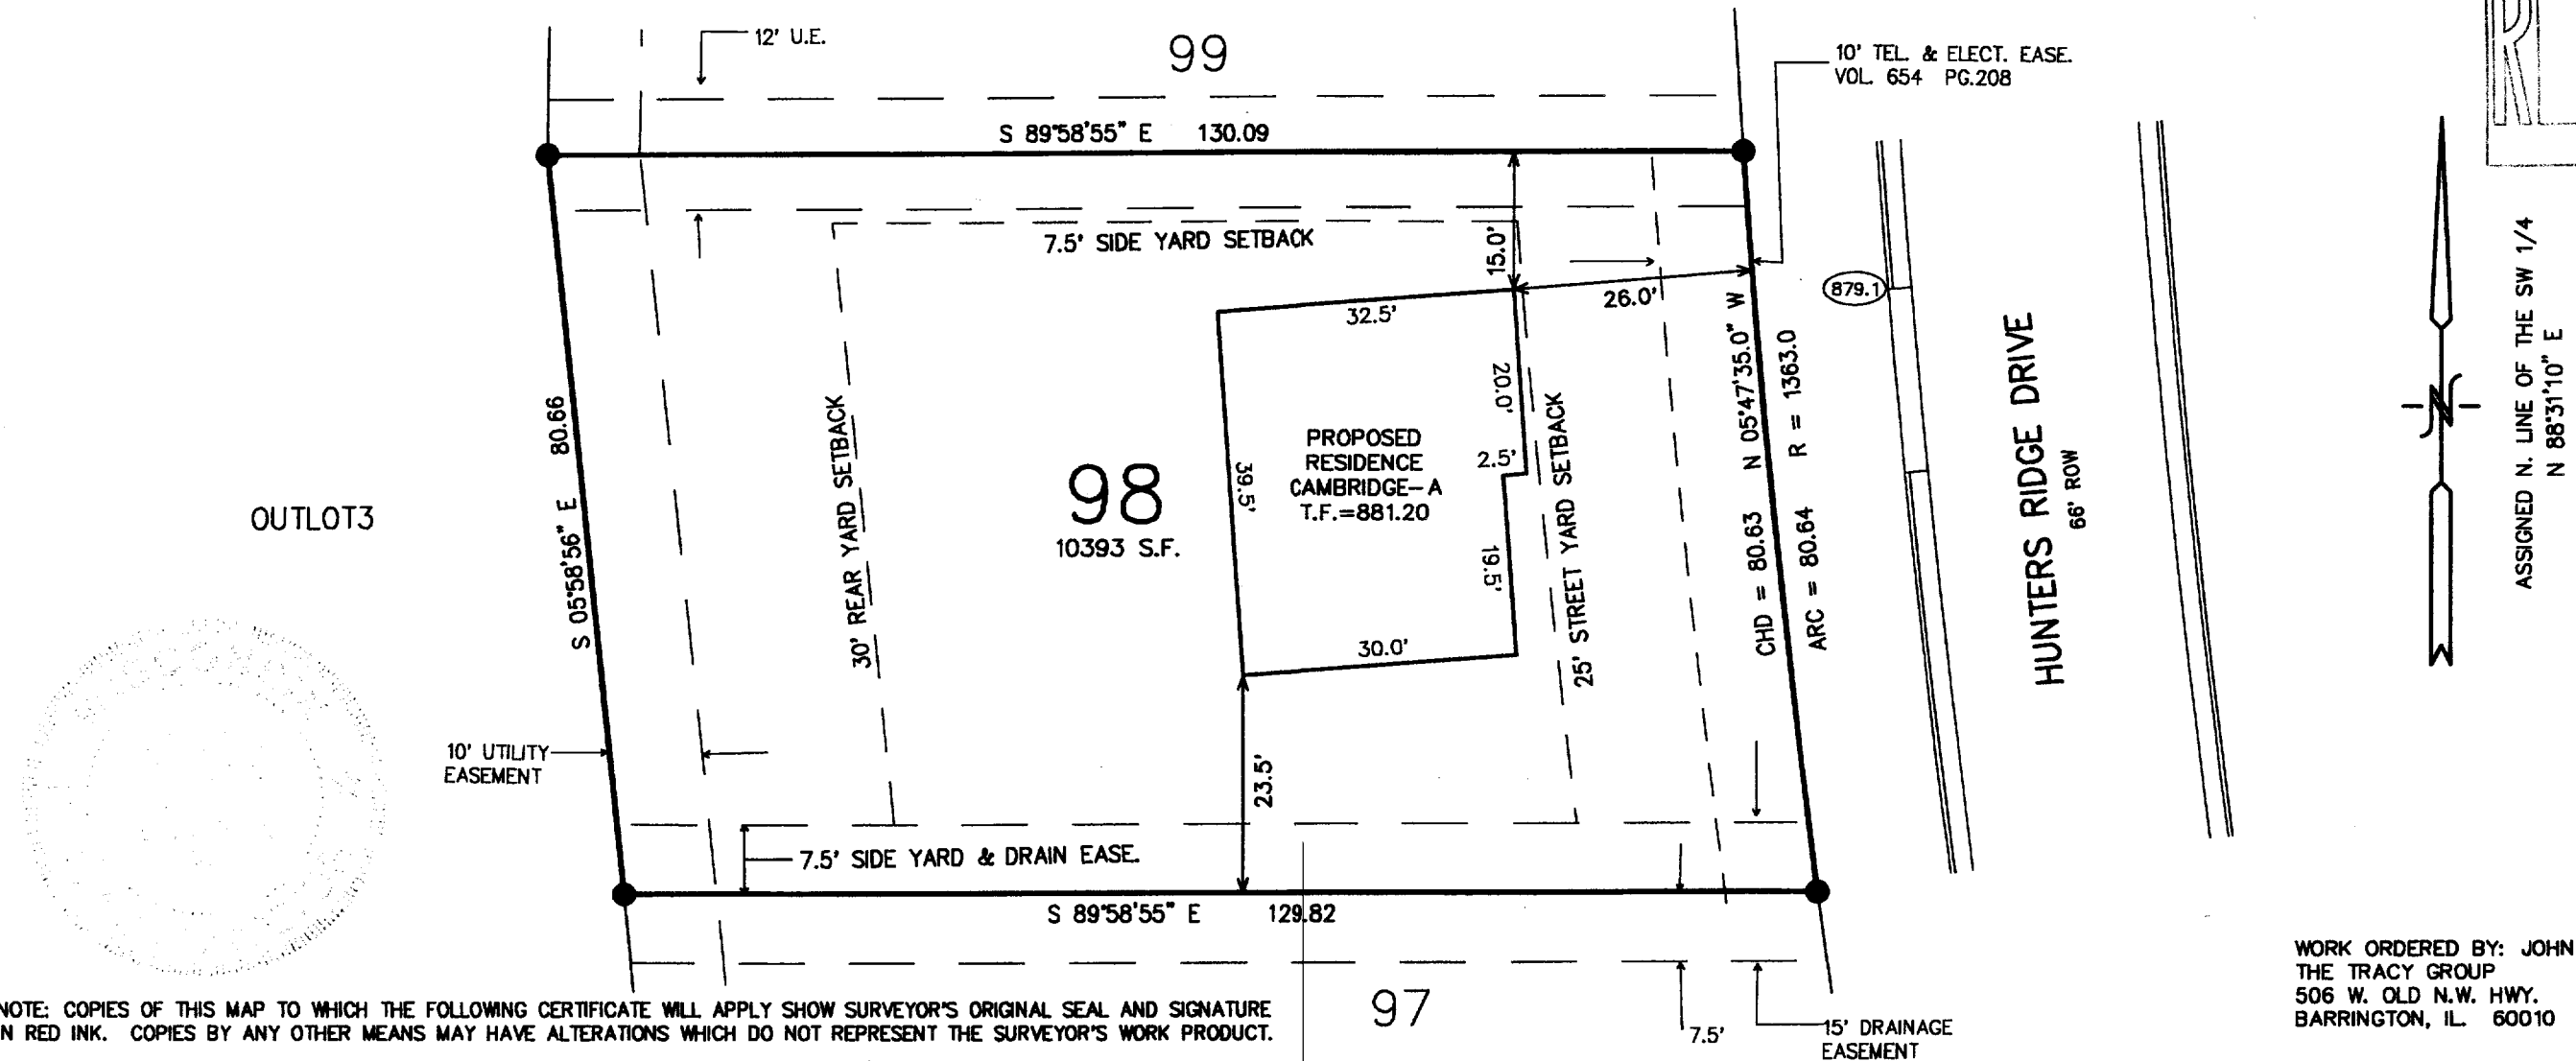 12' U.E.
99
10' TEL. & ELECT. EASE.
VOL. 654 PG.208
S 89°58'55" E 130.09
7.5' SIDE YARD SETBACK
15.0'
26.0'
879.1
32.5'
20.0'
2.5'
39.5'
19.5'
30.0'
PROPOSED
RESIDENCE
CAMBRIDGE-A
T.F.=881.20
98
10393 S.F.
OUTLOT3
S 05°58'56" E 80.66
30' REAR YARD SETBACK
25' STREET YARD SETBACK
CHD = 80.63 N 05°47'35.0" W
ARC = 80.64 R = 1363.0
HUNTERS RIDGE DRIVE
66' ROW
N
ASSIGNED N. LINE OF THE SW 1/4
N 88°31'10" E
10' UTILITY
EASEMENT
23.5'
7.5' SIDE YARD & DRAIN EASE.
S 89°58'55" E 129.82
97
7.5'
15' DRAINAGE
EASEMENT
NOTE: COPIES OF THIS MAP TO WHICH THE FOLLOWING CERTIFICATE WILL APPLY SHOW SURVEYOR'S ORIGINAL SEAL AND SIGNATURE
IN RED INK. COPIES BY ANY OTHER MEANS MAY HAVE ALTERATIONS WHICH DO NOT REPRESENT THE SURVEYOR'S WORK PRODUCT.
WORK ORDERED BY: JOHN
THE TRACY GROUP
506 W. OLD N.W. HWY.
BARRINGTON, IL. 60010